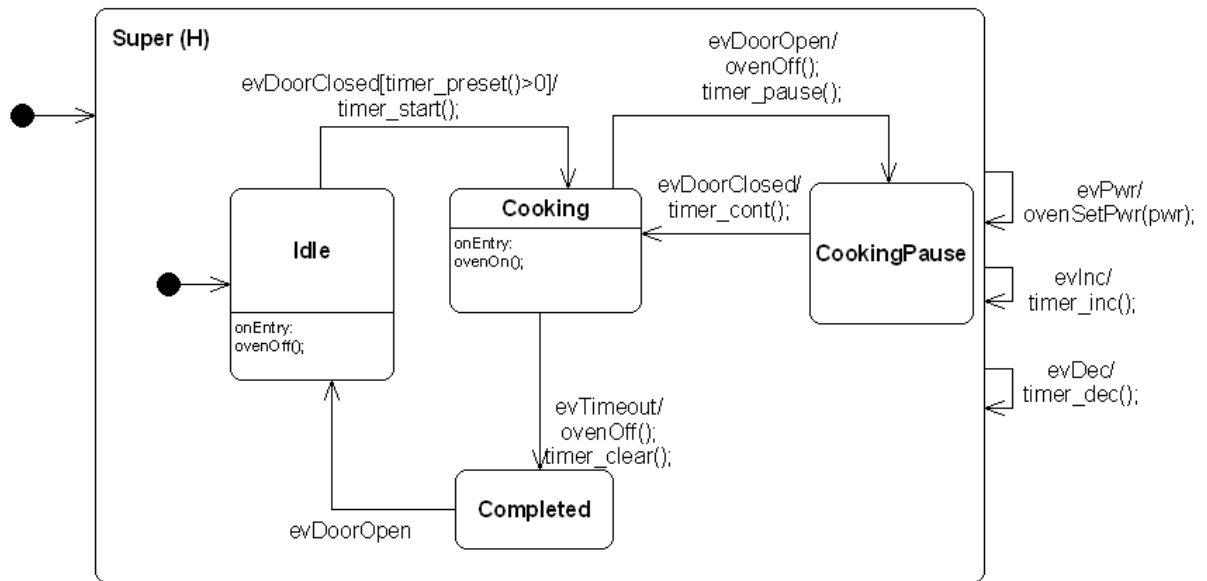 Super (H)
evDoorClosed[timer_preset()>0]/
timer_start();
evDoorOpen/
ovenOff();
timer_pause();
Idle
onEntry:
ovenOff();
Cooking
onEntry:
ovenOn();
evDoorClosed/
timer_cont();
CookingPause
evPwr/
ovenSetPwr(pwr);
evInc/
timer_inc();
evDec/
timer_dec();
evTimeout/
ovenOff();
timer_clear();
Completed
evDoorOpen